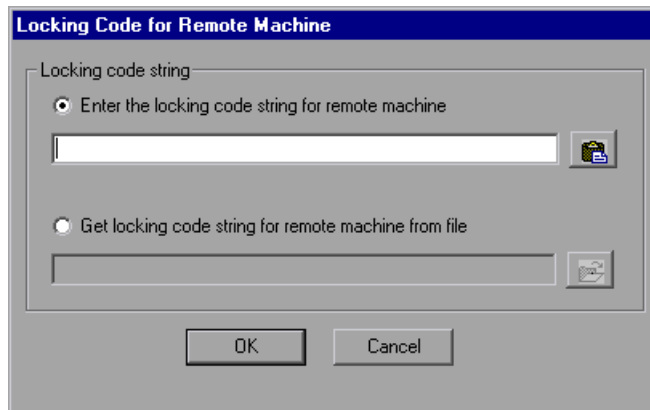 Locking Code for Remote Machine
Locking code string
Enter the locking code string for remote machine
Get locking code string for remote machine from file
OK
Cancel